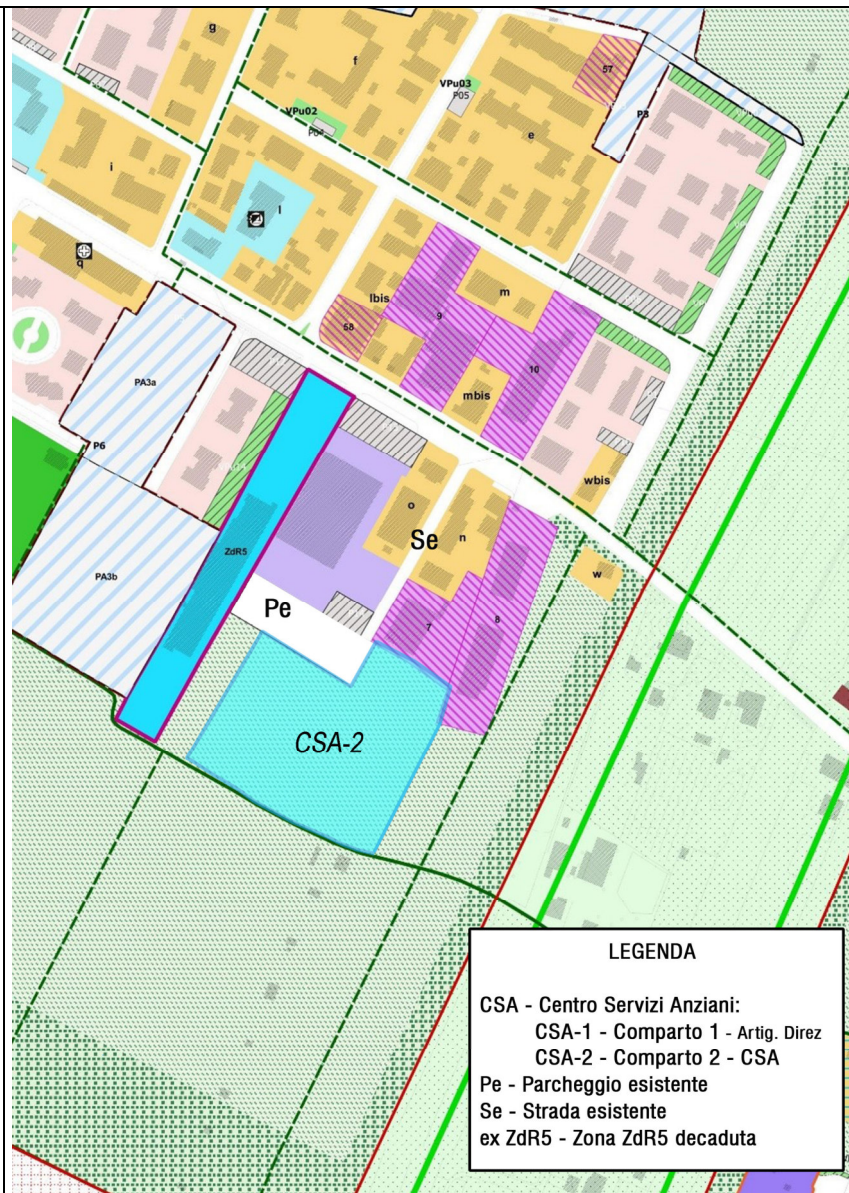 g
f
57
VPu03
P05
P3
VPu02
P04
e
i
l
q
lbis
m
9
58
10
mbis
PA3a
P6
wbis
o
Se
n
ZdR5
w
PA3b
Pe
7
8
CSA-2
LEGENDA
CSA - Centro Servizi Anziani:
CSA-1 - Comparto 1 - Artig. Direz
CSA-2 - Comparto 2 - CSA
Pe - Parcheggio esistente
Se - Strada esistente
ex ZdR5 - Zona ZdR5 decaduta